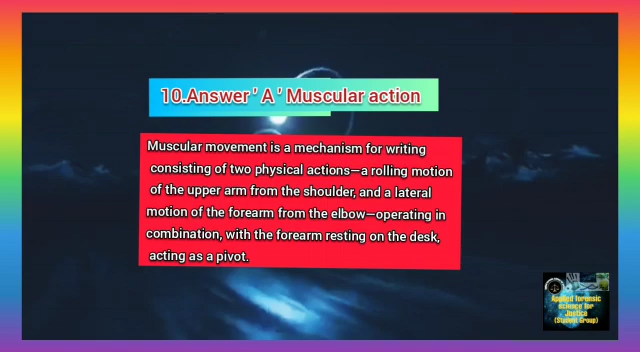 10.Answer ' A ' Muscular action
Muscular movement is a mechanism for writing
consisting of two physical actions—a rolling motion
of the upper arm from the shoulder, and a lateral
motion of the forearm from the elbow—operating in
combination, with the forearm resting on the desk,
acting as a pivot.
Applied forensic
science for
Justice
(Student Group)